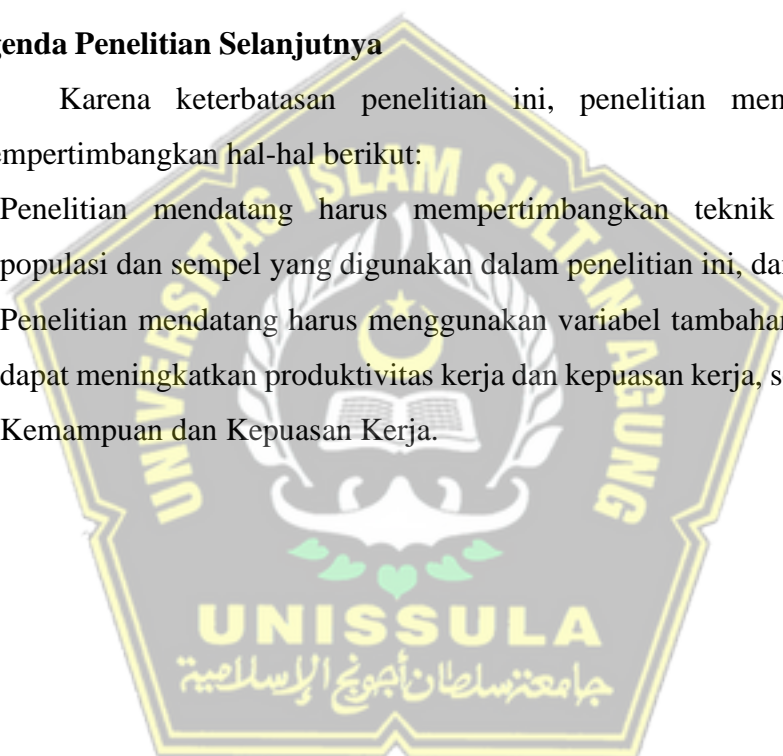 genda Penelitian Selanjutnya
Karena keterbatasan penelitian ini, penelitian men
empertimbangkan hal-hal berikut:
Penelitian mendatang harus mempertimbangkan teknik
populasi dan sempel yang digunakan dalam penelitian ini, da
Penelitian mendatang harus menggunakan variabel tambahan
dapat meningkatkan produktivitas kerja dan kepuasan kerja, s
Kemampuan dan Kepuasan Kerja.
UNIVERSITAS ISLAM SULTAN AGUNG
UNISSULA
جامعة سلطان أجونج الإسلامية